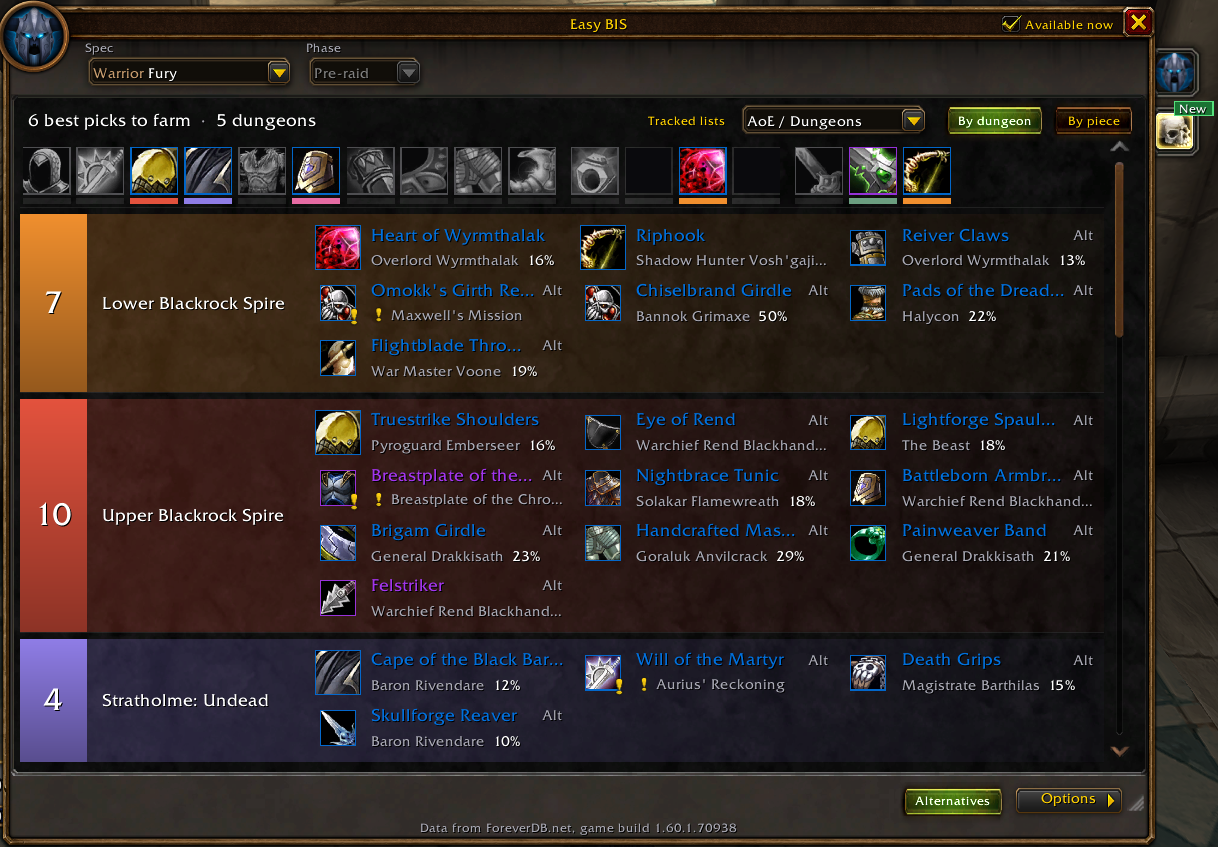 Easy BIS
Available now
Spec
Phase
Warrior Fury
Pre-raid
6 best picks to farm · 5 dungeons
Tracked lists
AoE / Dungeons
By dungeon
By piece
New
7
Lower Blackrock Spire
Heart of Wyrmthalak
Overlord Wyrmthalak 16%
Riphook
Shadow Hunter Vosh'gaji...
Reiver Claws Alt
Overlord Wyrmthalak 13%
Omokk's Girth Re... Alt
Maxwell's Mission
Chiselbrand Girdle Alt
Bannok Grimaxe 50%
Pads of the Dread... Alt
Halycon 22%
Flightblade Thro... Alt
War Master Voone 19%
10
Upper Blackrock Spire
Truestrike Shoulders
Pyroguard Emberseer 16%
Eye of Rend Alt
Warchief Rend Blackhand...
Lightforge Spaul... Alt
The Beast 18%
Breastplate of the... Alt
Breastplate of the Chro...
Nightbrace Tunic Alt
Solakar Flamewreath 18%
Battleborn Armbr... Alt
Warchief Rend Blackhand...
Brigam Girdle Alt
General Drakkisath 23%
Handcrafted Mas... Alt
Goraluk Anvilcrack 29%
Painweaver Band Alt
General Drakkisath 21%
Felstriker Alt
Warchief Rend Blackhand...
4
Stratholme: Undead
Cape of the Black Bar...
Baron Rivendare 12%
Will of the Martyr Alt
Aurius' Reckoning
Death Grips Alt
Magistrate Barthilas 15%
Skullforge Reaver Alt
Baron Rivendare 10%
Alternatives
Options
Data from ForeverDB.net, game build 1.60.1.70938